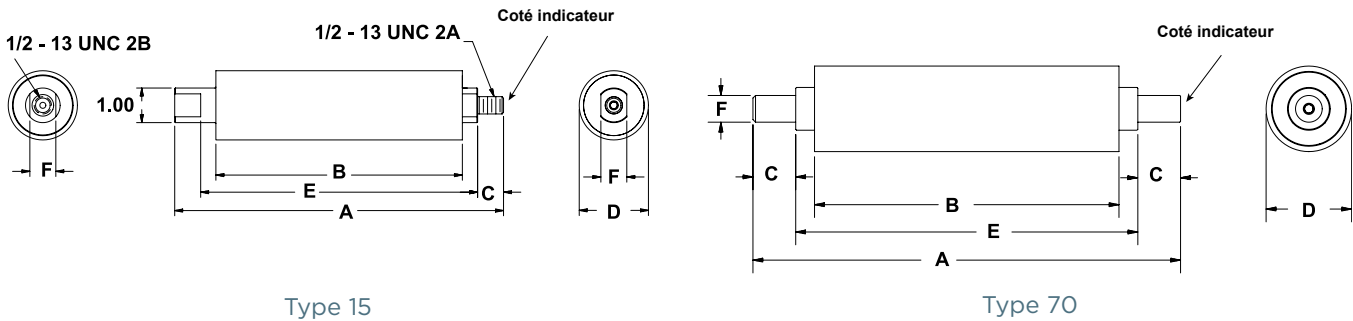 Coté indicateur
1/2 - 13 UNC 2B
1/2 - 13 UNC 2A
1.00
F
B
E
C
A
F
D
Type 15
Coté indicateur
F
C
C
B
E
A
D
Type 70